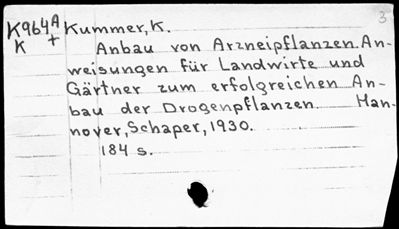 3
K964A Kummer, K.
K + Anbau von Arzneipflanzen. An-
weisungen für Landwirte und
Gärtner zum erfolgreichen An-
bau der Drogenpflanzen Han-
nover, Schaper, 1930.
184 s.